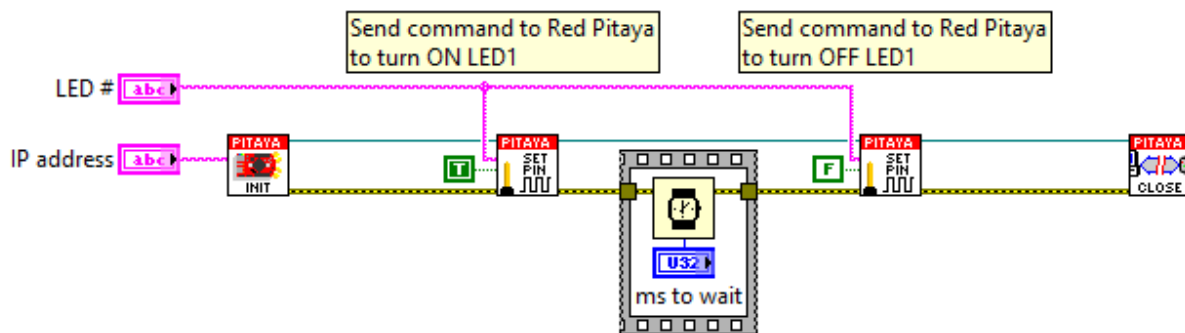 Send command to Red Pitaya
to turn ON LED1
Send command to Red Pitaya
to turn OFF LED1
LED #
abc
IP address
abc
PITAYA
INIT
T
PITAYA
SET
PIN
U32
ms to wait
F
PITAYA
SET
PIN
PITAYA
CLOSE